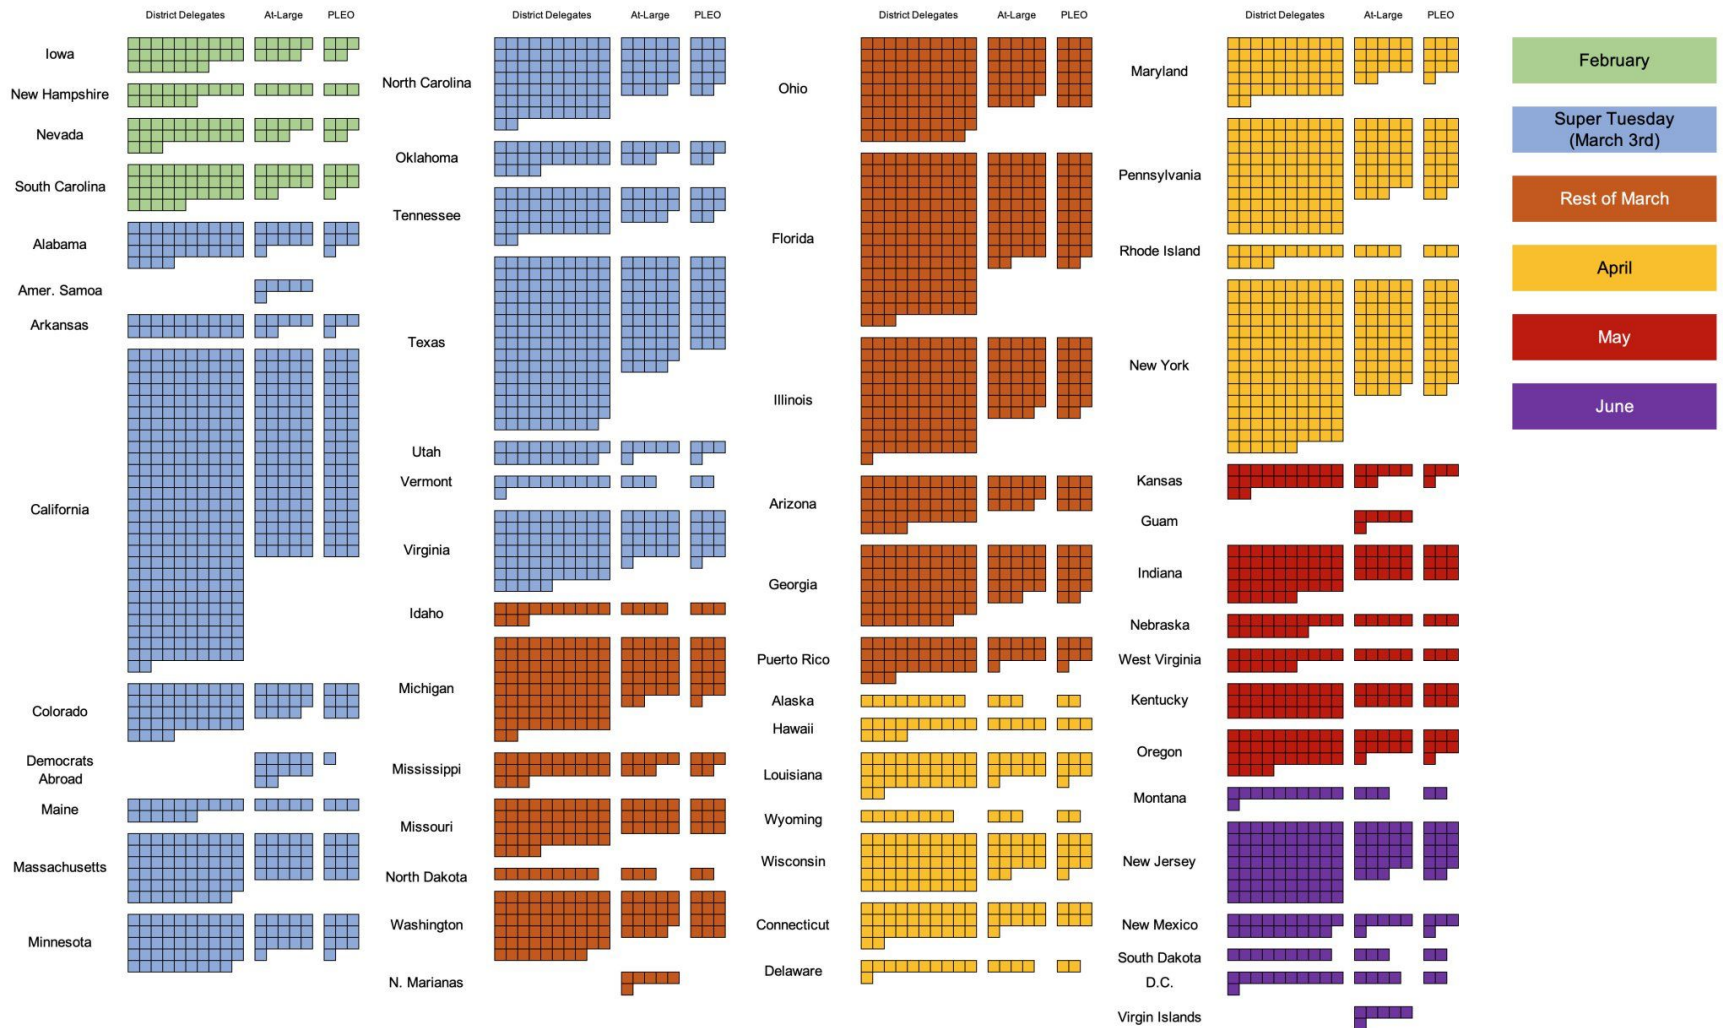 District Delegates At-Large PLEO
Iowa
New Hampshire
Nevada
South Carolina
Alabama
Amer. Samoa
Arkansas
California
Colorado
Democrats
Abroad
Maine
Massachusetts
Minnesota
District Delegates At-Large PLEO
North Carolina
Oklahoma
Tennessee
Texas
Utah
Vermont
Virginia
Idaho
Michigan
Mississippi
Missouri
North Dakota
Washington
N. Marianas
District Delegates At-Large PLEO
Ohio
Florida
Illinois
Arizona
Georgia
Puerto Rico
Alaska
Hawaii
Louisiana
Wyoming
Wisconsin
Connecticut
Delaware
District Delegates At-Large PLEO
Maryland
Pennsylvania
Rhode Island
New York
Kansas
Guam
Indiana
Nebraska
West Virginia
Kentucky
Oregon
Montana
New Jersey
New Mexico
South Dakota
D.C.
Virgin Islands
February
Super Tuesday
(March 3rd)
Rest of March
April
May
June